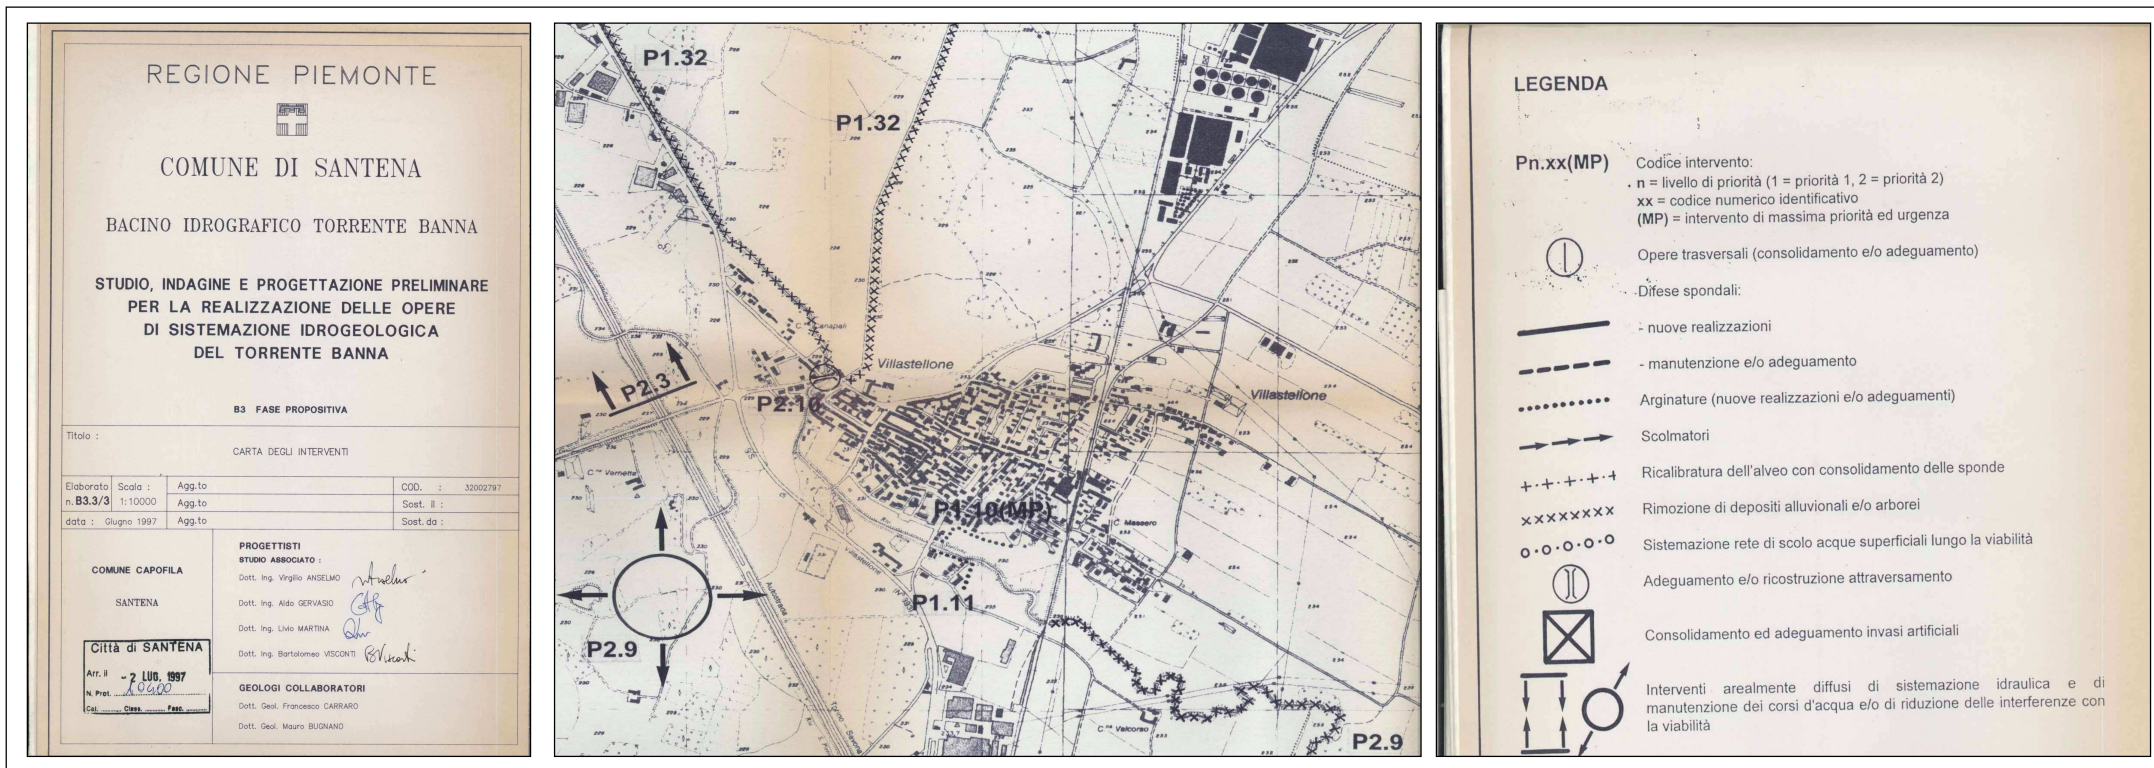 REGIONE PIEMONTE
COMUNE DI SANTENA
BACINO IDROGRAFICO TORRENTE BANNA
STUDIO, INDAGINE E PROGETTAZIONE PRELIMINARE
PER LA REALIZZAZIONE DELLE OPERE
DI SISTEMAZIONE IDROGEOLOGICA
DEL TORRENTE BANNA
B3 FASE PROPOSITIVA
Titolo :
CARTA DEGLI INTERVENTI
Elaborato
n. B3.3/3
Scala :
1:10000
Agg.to
COD. : 32002797
Agg.to
Sost. il :
data : Giugno 1997
Agg.to
Sost. da :
COMUNE CAPOFILA
SANTENA
PROGETTISTI
STUDIO ASSOCIATO :
Dott. Ing. Virgilio ANSELMO
Dott. Ing. Aldo GERVASIO
Dott. Ing. Livio MARTINA
Dott. Ing. Bartolomeo VISCONTI
Città di SANTENA
Arr. il - 2 LUG. 1997
N. Prot. 10400
Cat. Class. Fasc.
GEOLOGI COLLABORATORI
Dott. Geol. Francesco CARRARO
Dott. Geol. Mauro BUGNANO
P1.32
P1.32
Canapali
Villastellone
P2.3
P2.10
Villastellone
C.na Vernetta
P1.10(MP)
C. Massero
Villastellone
P1.11
Autostrada
P2.9
Torino
Savona
C.na Valcorso
P2.9
LEGENDA
Pn.xx(MP)
Codice intervento:
n = livello di priorità (1 = priorità 1, 2 = priorità 2)
xx = codice numerico identificativo
(MP) = intervento di massima priorità ed urgenza
Opere trasversali (consolidamento e/o adeguamento)
Difese spondali:
- nuove realizzazioni
- manutenzione e/o adeguamento
Arginature (nuove realizzazioni e/o adeguamenti)
Scolmatori
Ricalibratura dell'alveo con consolidamento delle sponde
Rimozione di depositi alluvionali e/o arborei
Sistemazione rete di scolo acque superficiali lungo la viabilità
Adeguamento e/o ricostruzione attraversamento
Consolidamento ed adeguamento invasi artificiali
Interventi arealmente diffusi di sistemazione idraulica e di
manutenzione dei corsi d'acqua e/o di riduzione delle interferenze con
la viabilità